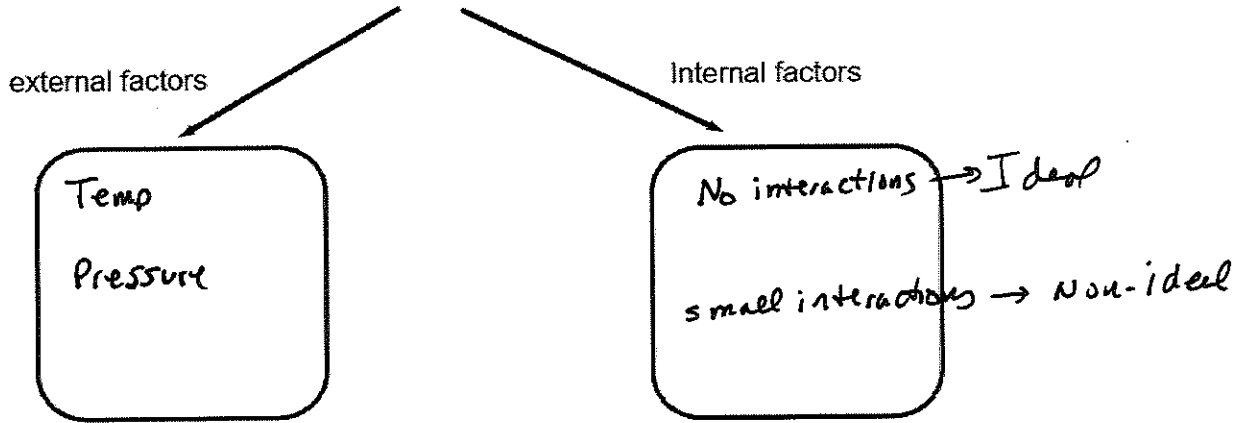 external factors
Internal factors
Temp
Pressure
No interactions → Ideal
small interactions → Non-ideal